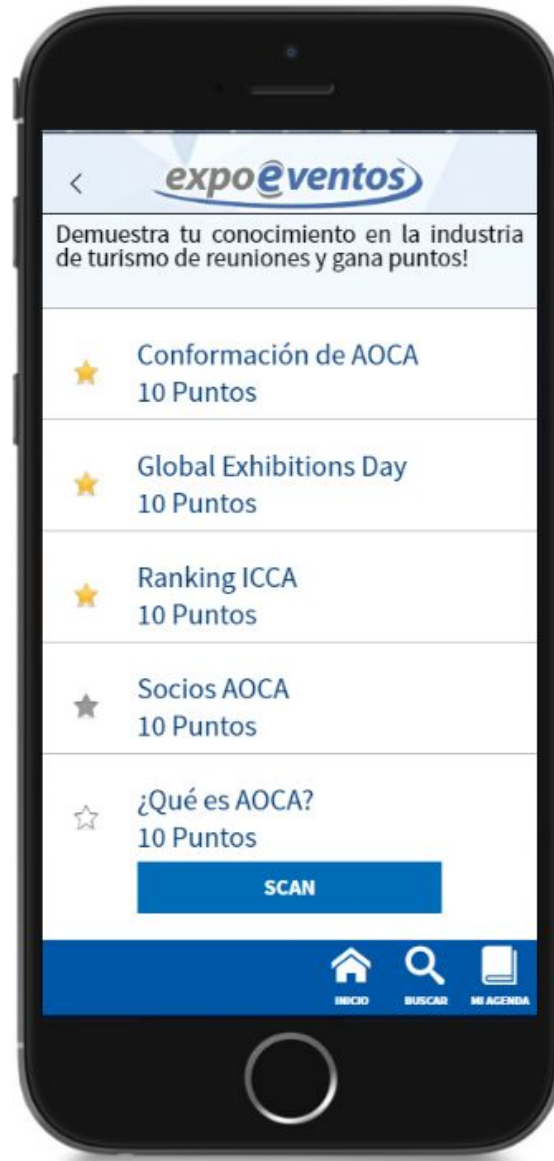 expoeventos
Demuestra tu conocimiento en la industria
de turismo de reuniones y gana puntos!
Conformación de AOCA
10 Puntos
Global Exhibitions Day
10 Puntos
Ranking ICCA
10 Puntos
Socios AOCA
10 Puntos
¿Qué es AOCA?
10 Puntos
SCAN
INICIO BUSCAR MI AGENDA